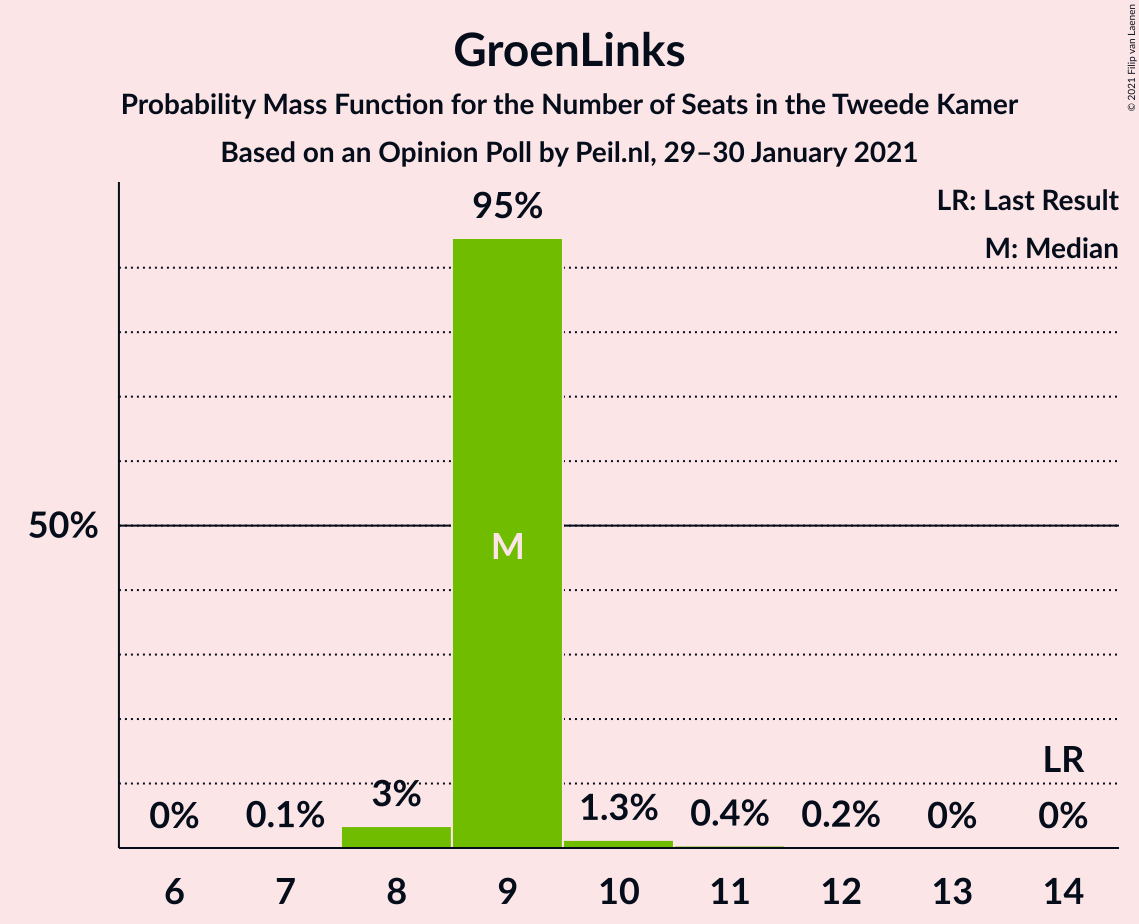 GroenLinks
Probability Mass Function for the Number of Seats in the Tweede Kamer
Based on an Opinion Poll by Peil.nl, 29–30 January 2021
© 2021 Filip van Laenen
LR: Last Result
M: Median
95%
50%
M
LR
0%
0.1%
3%
1.3%
0.4%
0.2%
0%
0%
6 7 8 9 10 11 12 13 14